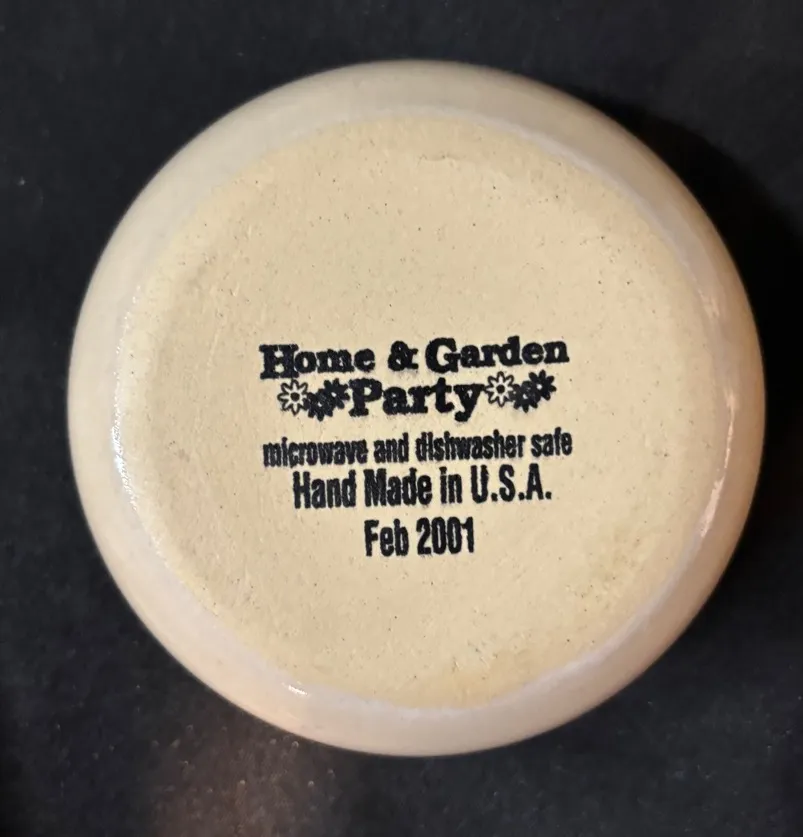 Home & Garden
Party
microwave and dishwasher safe
Hand Made in U.S.A.
Feb 2001